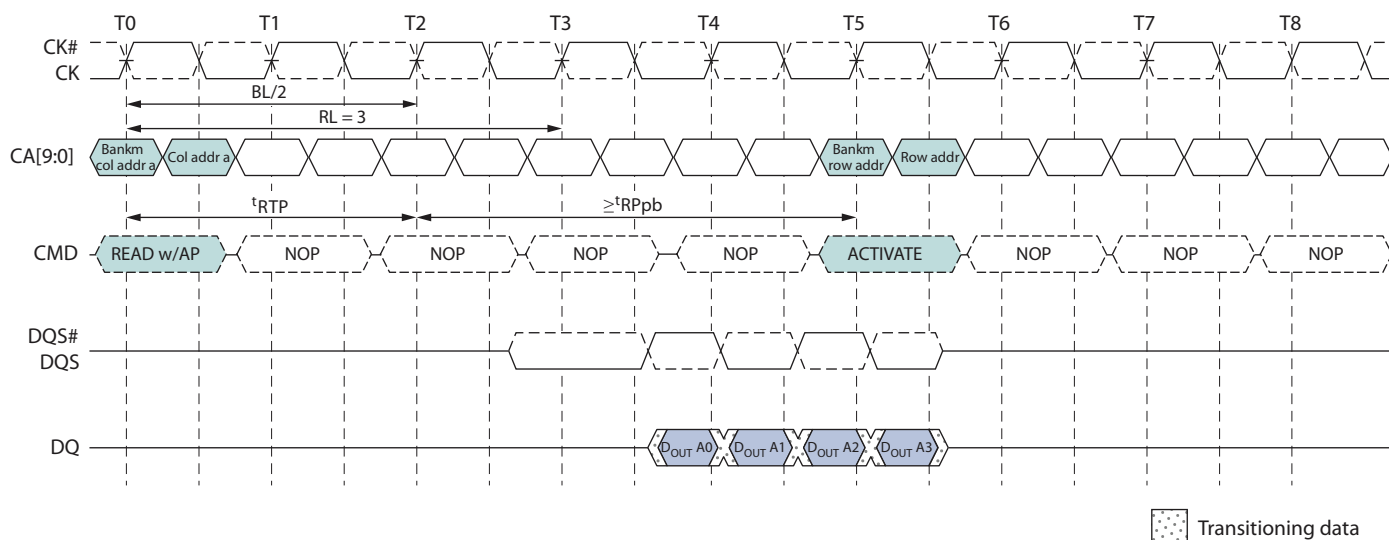 T0 T1 T2 T3 T4 T5 T6 T7 T8
CK#
CK
BL/2
RL = 3
CA[9:0]
Bankm
col addr a
Col addr a
Bankm
row addr
Row addr
tRTP
≥tRPpb
CMD
READ w/AP NOP NOP NOP NOP ACTIVATE NOP NOP NOP
DQS#
DQS
DQ
DOUT A0 DOUT A1 DOUT A2 DOUT A3
Transitioning data